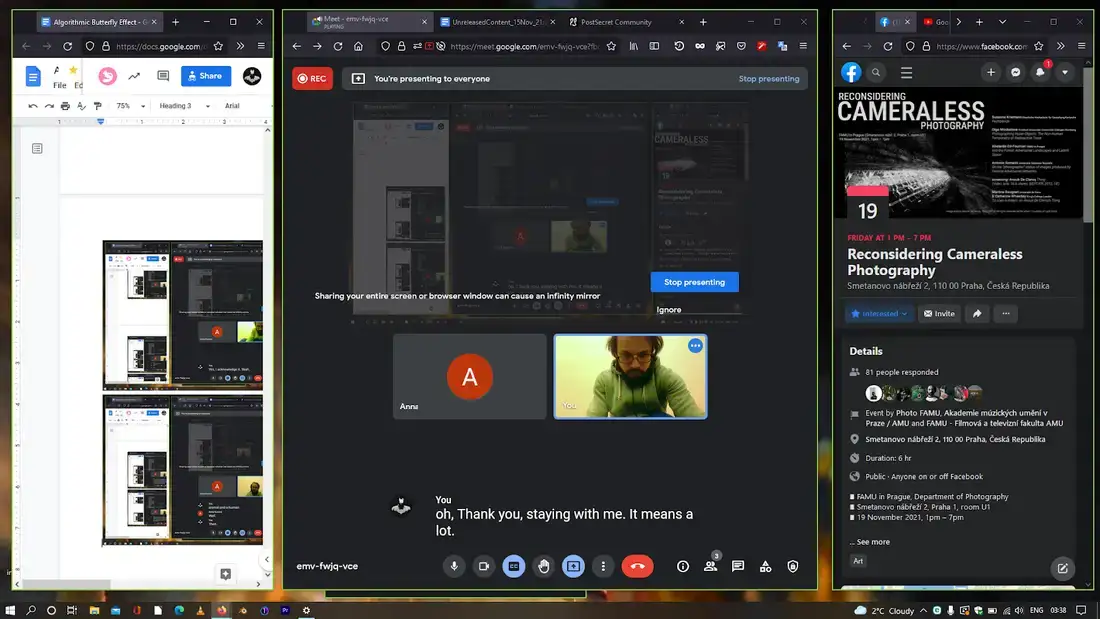 Algorithmic Butterfly Effect - G
https://docs.google.com
File
Ed
Share
75%
Heading 3
Arial
Meet - emv-fwjq-vce
PLAYING
UnreleasedContent_15Nov_21
PostSecret Community
https://meet.google.com/emv-fwjq-vce?
REC
You're presenting to everyone
Stop presenting
CAMERALESS
Stop presenting
Sharing your entire screen or browser window can cause an infinity mirror
Ignore
A
Anna
You
You
oh, Thank you, staying with me. It means a
lot.
emv-fwjq-vce
3
Goo
https://www.facebook.com
1
RECONSIDERING
CAMERALESS
PHOTOGRAPHY
19
FRIDAY AT 1 PM – 7 PM
Reconsidering Cameraless
Photography
Smetanovo nábřeží 2, 110 00 Praha, Česká Republika
Interested
Invite
Details
81 people responded
Event by Photo FAMU, Akademie múzických umění v
Praze / AMU and FAMU - Filmová a televizní fakulta AMU
Smetanovo nábřeží 2, 110 00 Praha, Česká Republika
Duration: 6 hr
Public · Anyone on or off Facebook
FAMU in Prague, Department of Photography
Smetanovo nábřeží 2, Praha 1, room U1
19 November 2021, 1pm – 7pm
... See more
Art
2°C Cloudy
ENG
03:38